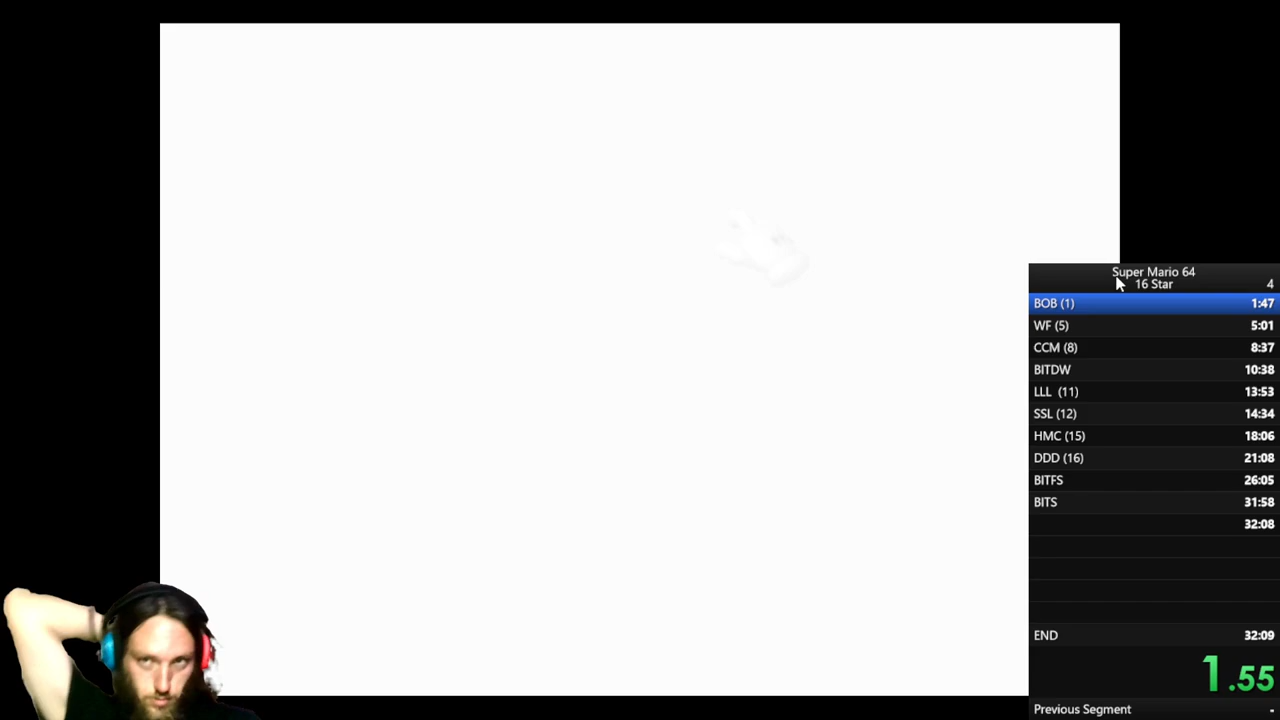 Super Mario 64
16 Star 4
BOB (1) 1:47
WF (5) 5:01
CCM (8) 8:37
BITDW 10:38
LLL (11) 13:53
SSL (12) 14:34
HMC (15) 18:06
DDD (16) 21:08
BITFS 26:05
BITS 31:58
32:08
END 32:09
1.55
Previous Segment -